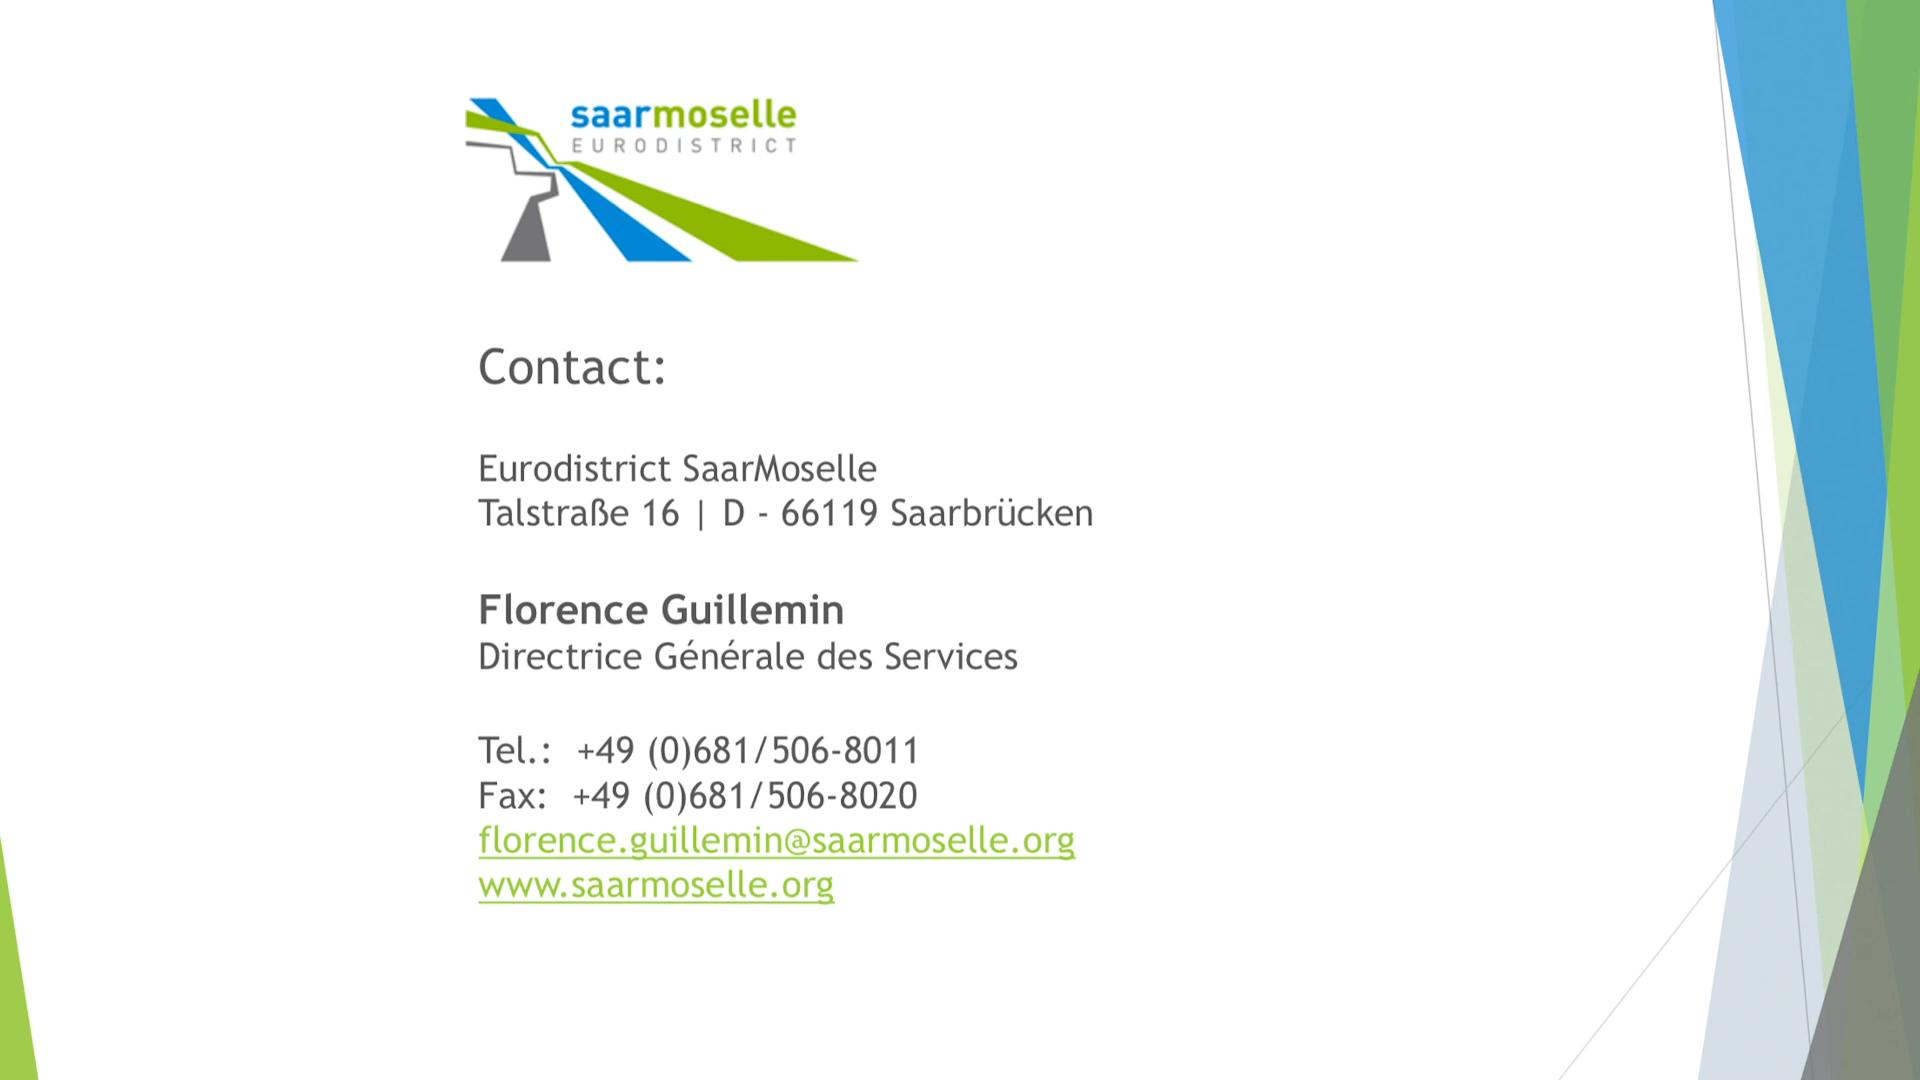 saarmoselle
EURODISTRICT
Contact:
Eurodistrict SaarMoselle
Talstraße 16 | D - 66119 Saarbrücken
Florence Guillemin
Directrice Générale des Services
Tel.: +49 (0)681/506-8011
Fax: +49 (0)681/506-8020
florence.guillemin@saarmoselle.org
www.saarmoselle.org